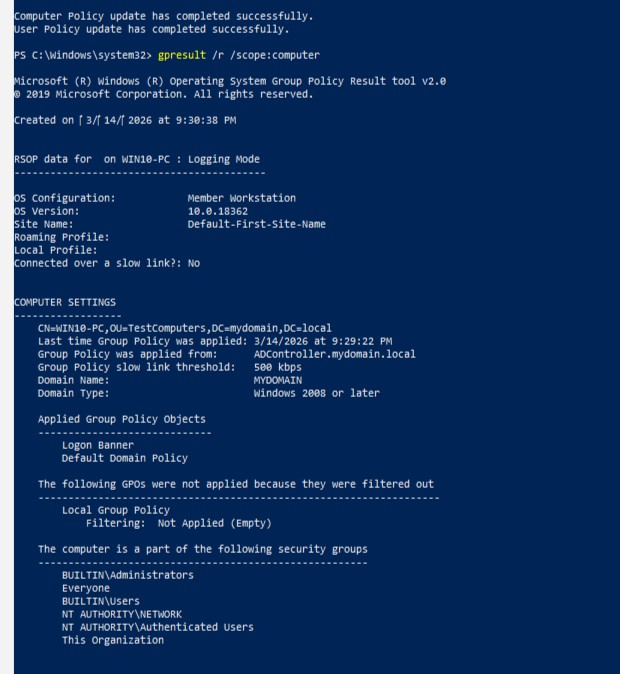 Computer Policy update has completed successfully.
User Policy update has completed successfully.
PS C:\Windows\system32> gpresult /r /scope:computer
Microsoft (R) Windows (R) Operating System Group Policy Result tool v2.0
© 2019 Microsoft Corporation. All rights reserved.
Created on 3/ 14/ 2026 at 9:30:38 PM
RSOP data for  on WIN10-PC : Logging Mode
------------------------------------------
OS Configuration:            Member Workstation
OS Version:                  10.0.18362
Site Name:                   Default-First-Site-Name
Roaming Profile:
Local Profile:
Connected over a slow link?: No
COMPUTER SETTINGS
------------------
CN=WIN10-PC,OU=TestComputers,DC=mydomain,DC=local
Last time Group Policy was applied: 3/14/2026 at 9:29:22 PM
Group Policy was applied from:      ADController.mydomain.local
Group Policy slow link threshold:   500 kbps
Domain Name:                        MYDOMAIN
Domain Type:                        Windows 2008 or later
Applied Group Policy Objects
-----------------------------
Logon Banner
Default Domain Policy
The following GPOs were not applied because they were filtered out
-------------------------------------------------------------------
Local Group Policy
Filtering:  Not Applied (Empty)
The computer is a part of the following security groups
-------------------------------------------------------
BUILTIN\Administrators
Everyone
BUILTIN\Users
NT AUTHORITY\NETWORK
NT AUTHORITY\Authenticated Users
This Organization